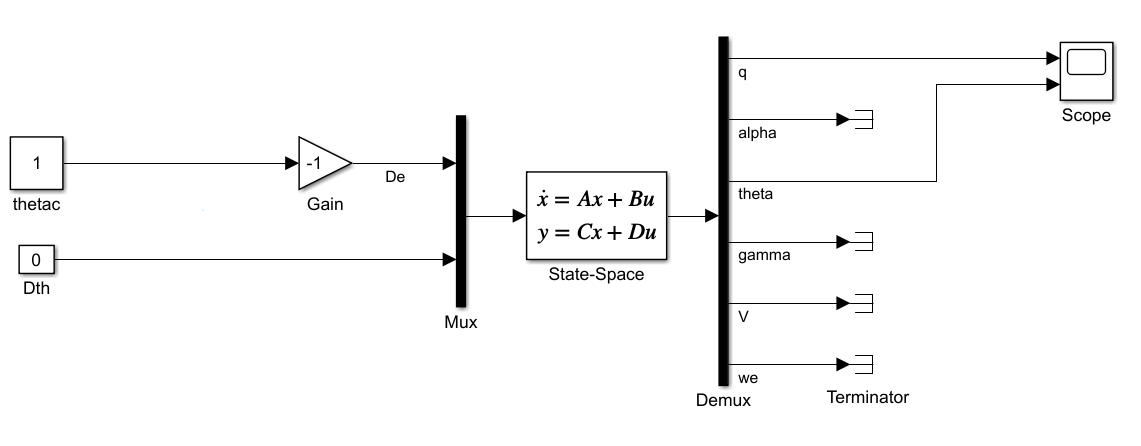 q
Scope
alpha
1
thetac
-1
Gain
De
theta
ẋ = Ax + Bu
y = Cx + Du
State-Space
0
Dth
gamma
V
Mux
we
Demux
Terminator